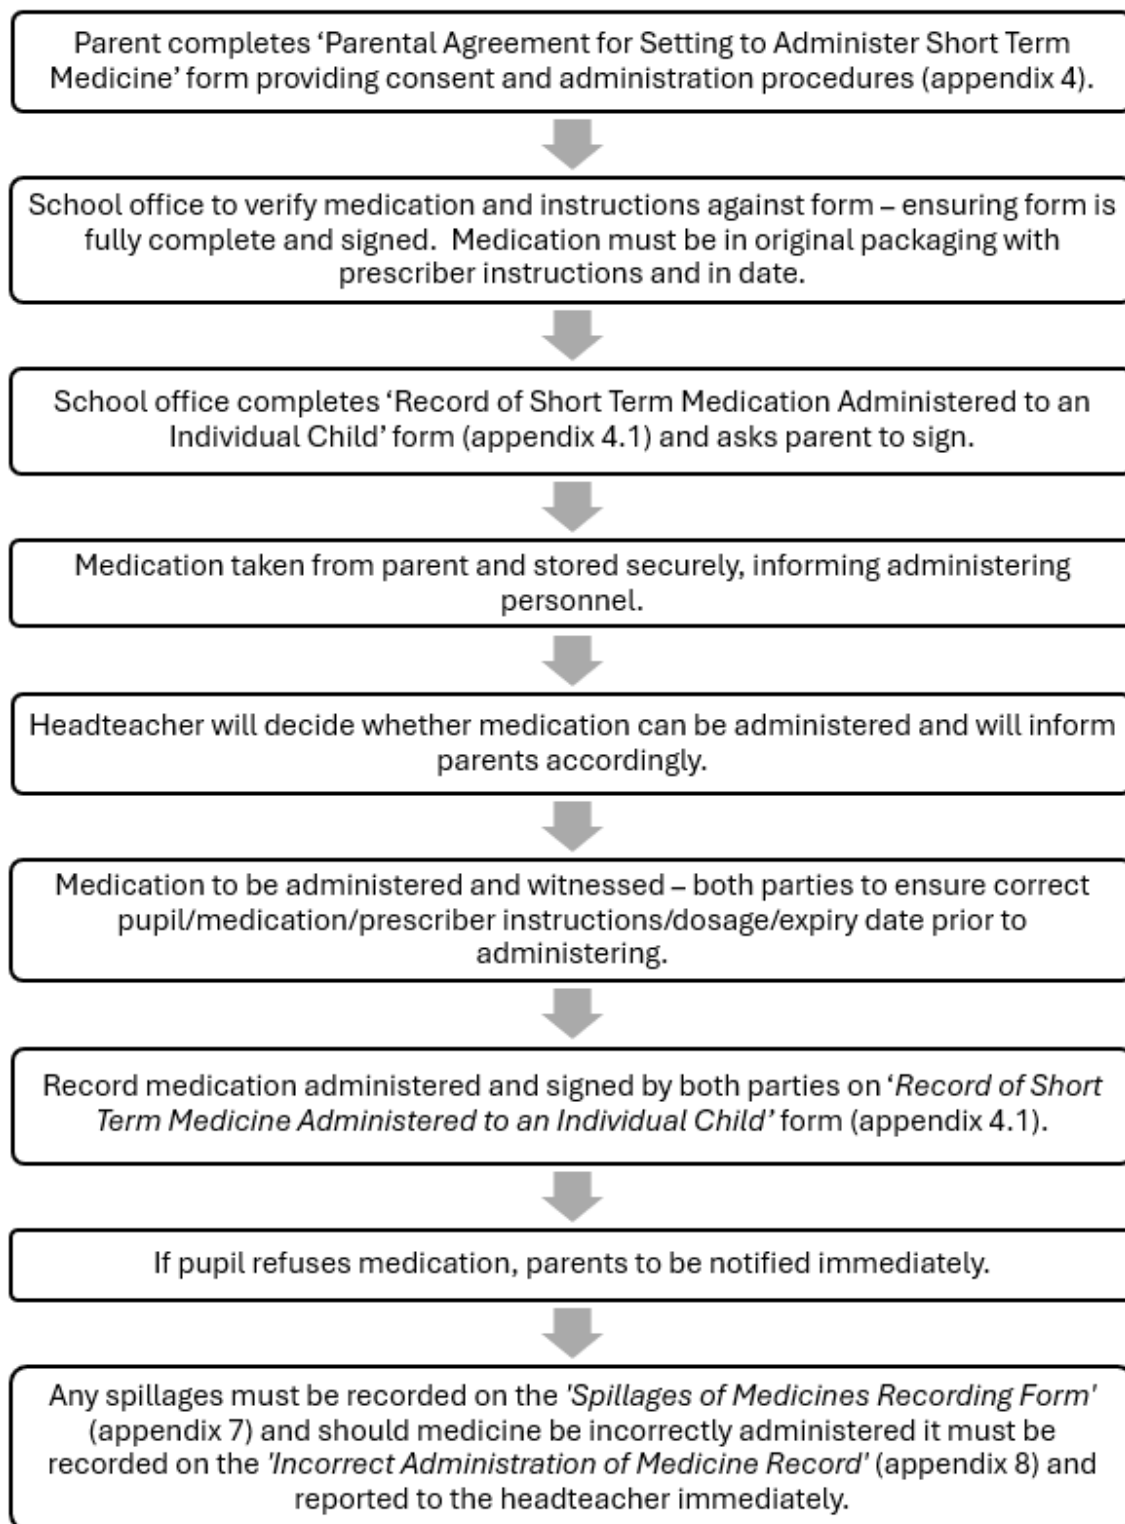 Parent completes ‘Parental Agreement for Setting to Administer Short Term
Medicine’ form providing consent and administration procedures (appendix 4).
School office to verify medication and instructions against form – ensuring form is
fully complete and signed.  Medication must be in original packaging with
prescriber instructions and in date.
School office completes ‘Record of Short Term Medication Administered to an
Individual Child’ form (appendix 4.1) and asks parent to sign.
Medication taken from parent and stored securely, informing administering
personnel.
Headteacher will decide whether medication can be administered and will inform
parents accordingly.
Medication to be administered and witnessed – both parties to ensure correct
pupil/medication/prescriber instructions/dosage/expiry date prior to
administering.
Record medication administered and signed by both parties on ‘Record of Short
Term Medicine Administered to an Individual Child’ form (appendix 4.1).
If pupil refuses medication, parents to be notified immediately.
Any spillages must be recorded on the 'Spillages of Medicines Recording Form'
(appendix 7) and should medicine be incorrectly administered it must be
recorded on the 'Incorrect Administration of Medicine Record' (appendix 8) and
reported to the headteacher immediately.